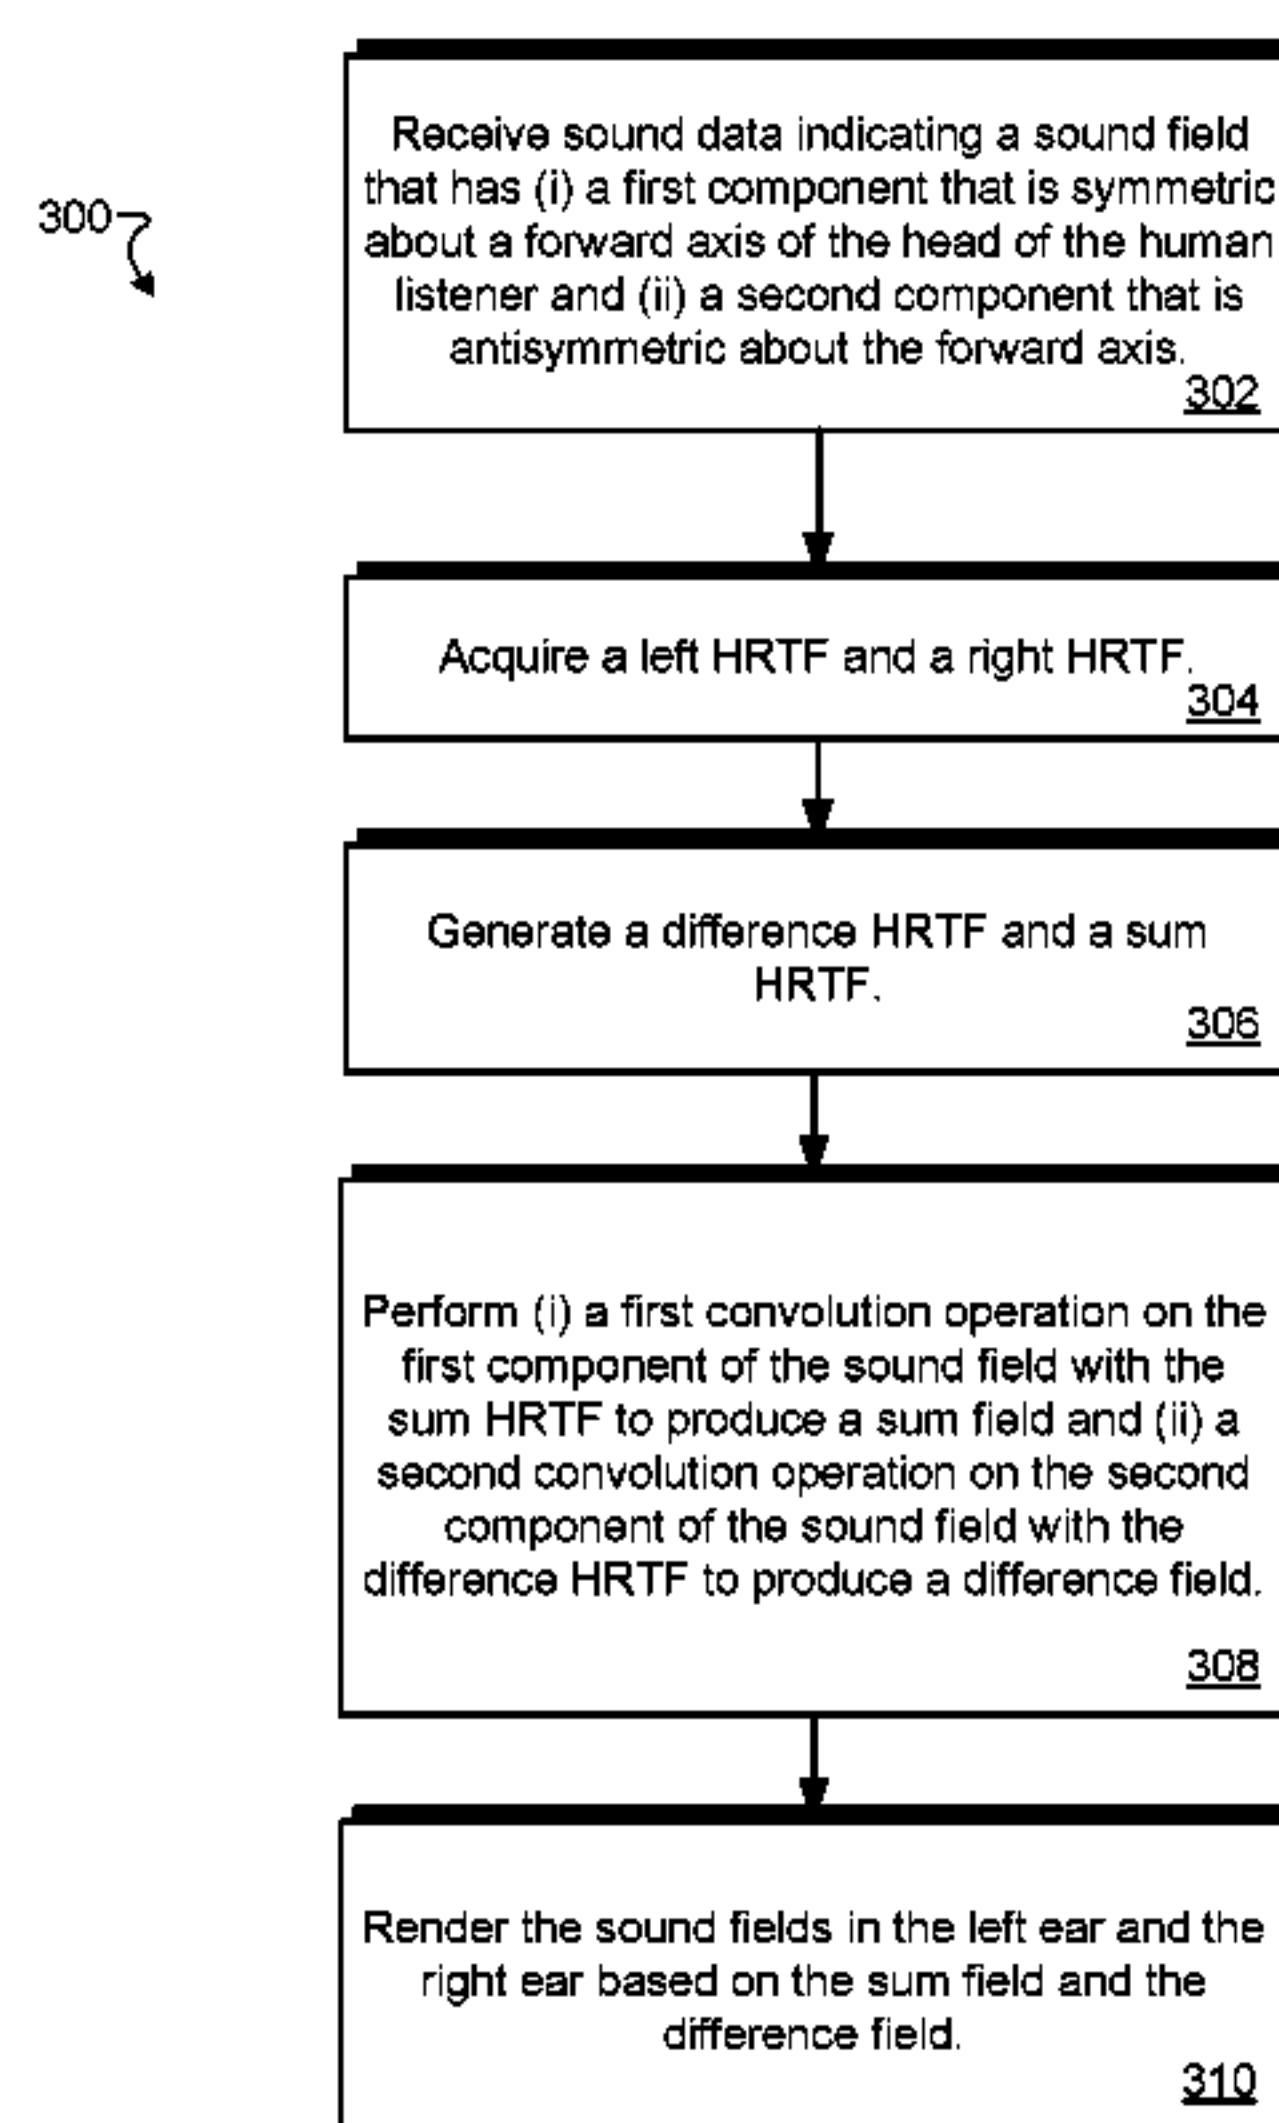 Receive sound data indicating a sound field
that has (i) a first component that is symmetric
about a forward axis of the head of the human
listener and (ii) a second component that is
antisymmetric about the forward axis.
302
300
Acquire a left HRTF and a right HRTF.
304
Generate a difference HRTF and a sum
HRTF.
306
Perform (i) a first convolution operation on the
first component of the sound field with the
sum HRTF to produce a sum field and (ii) a
second convolution operation on the second
component of the sound field with the
difference HRTF to produce a difference field.
308
Render the sound fields in the left ear and the
right ear based on the sum field and the
difference field.
310